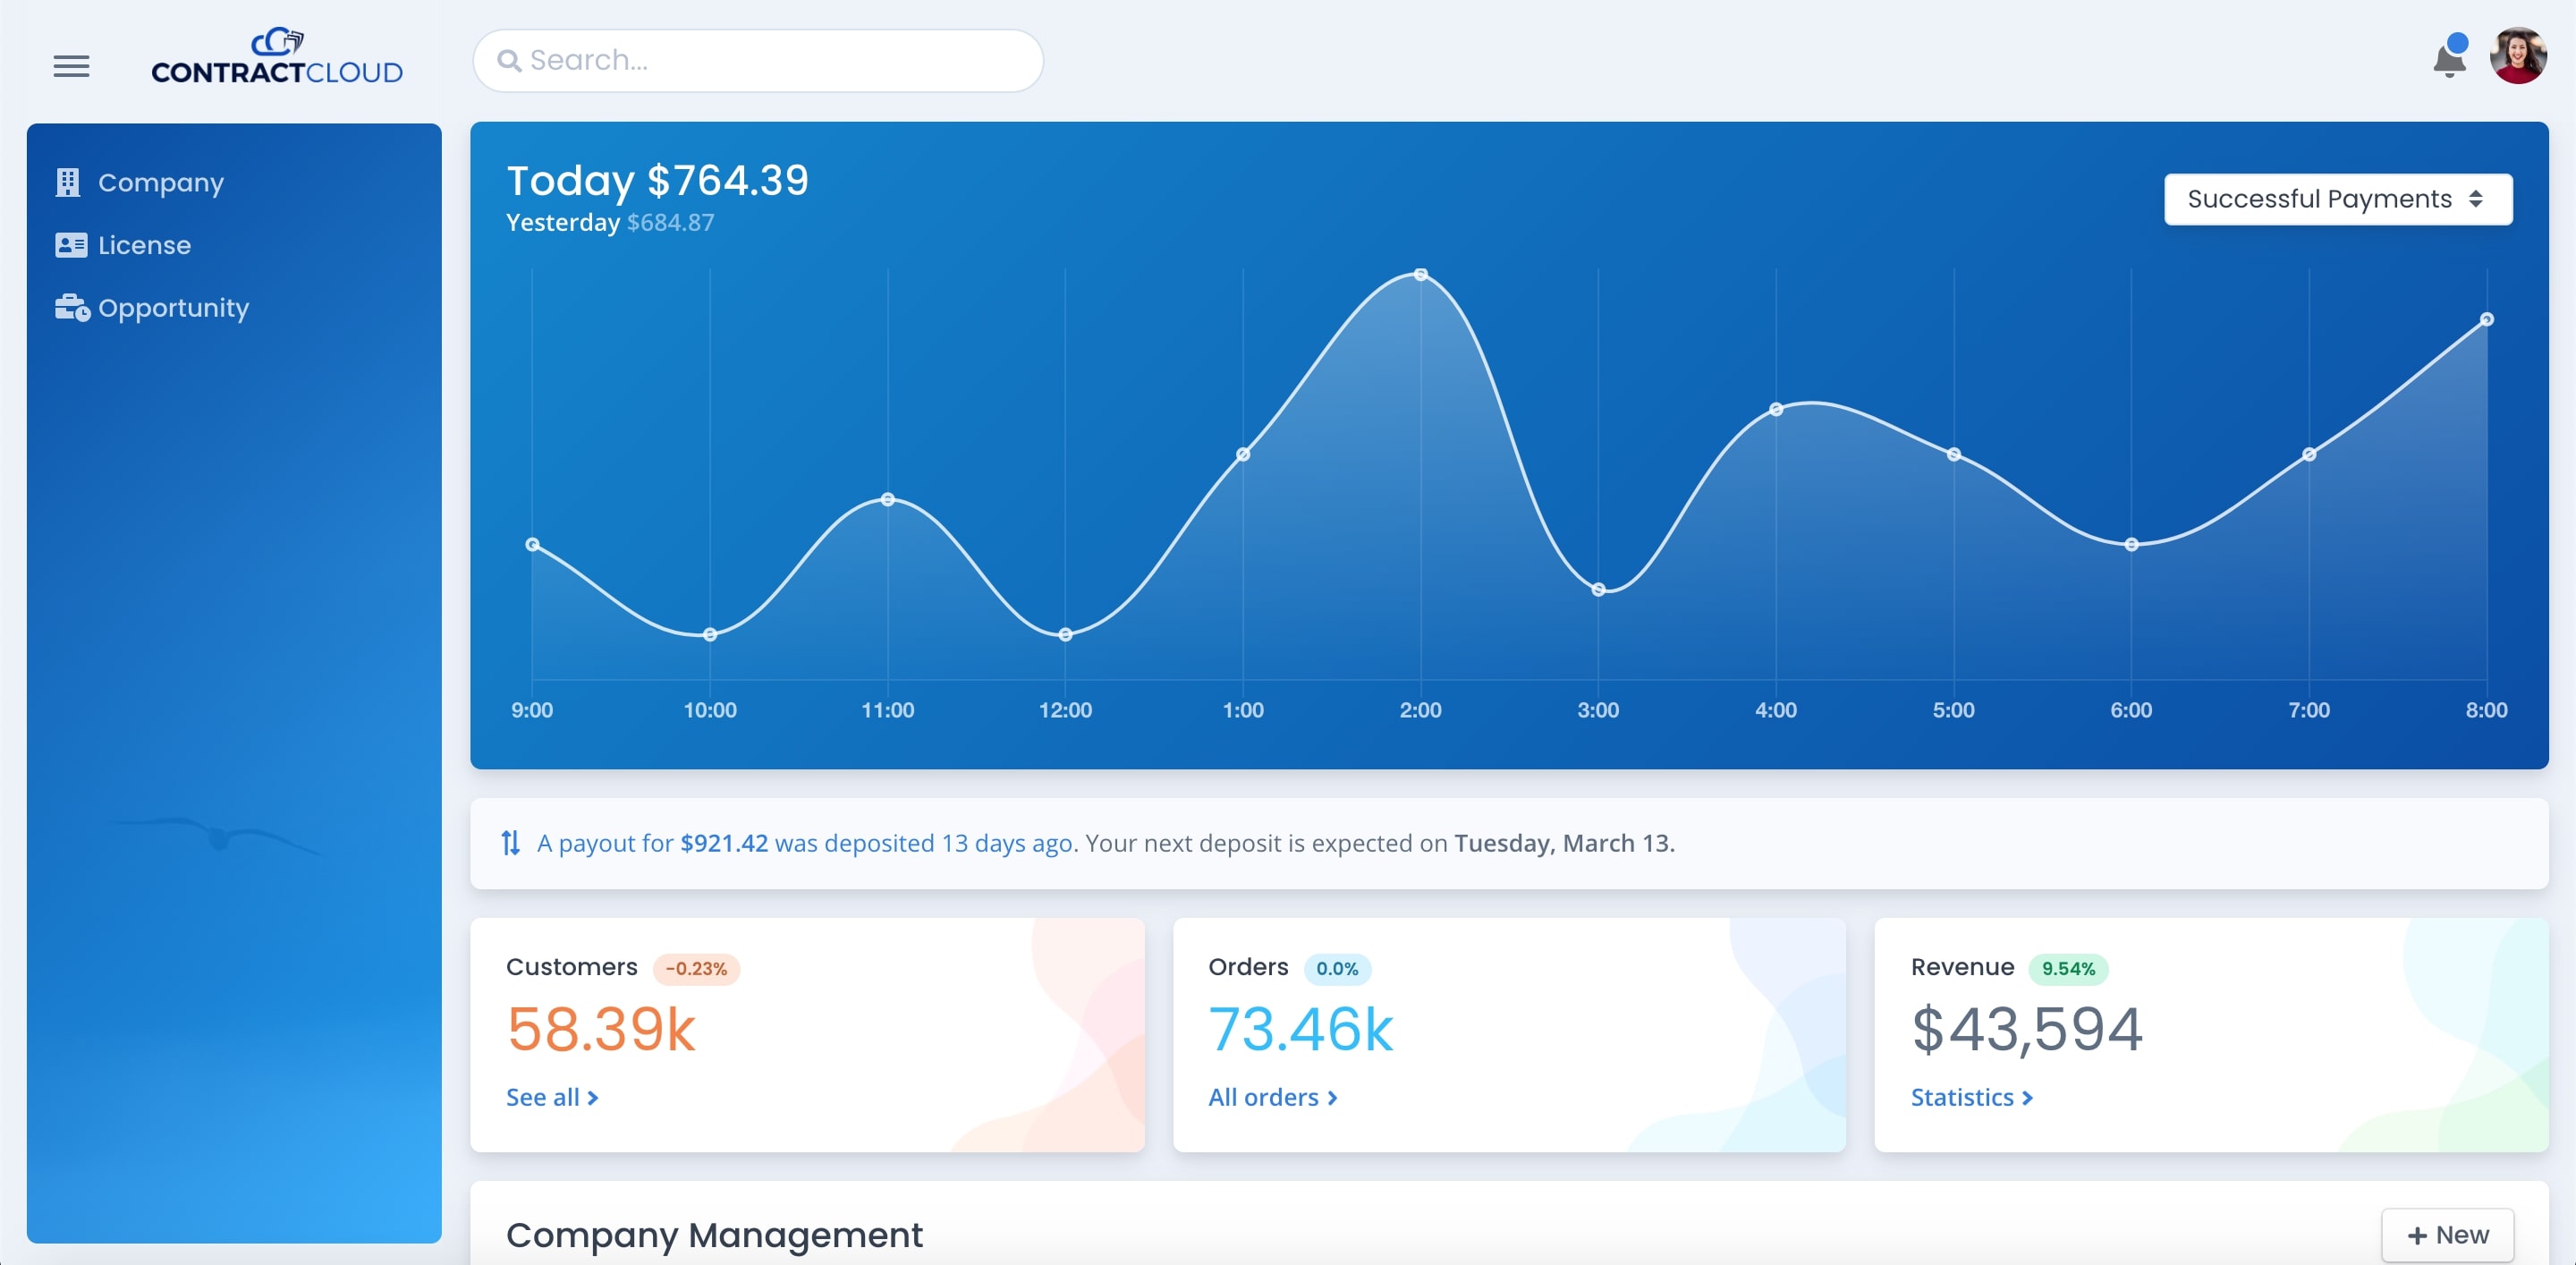 CONTRACTCLOUD
Search...
Company
License
Opportunity
Today $764.39
Yesterday $684.87
Successful Payments
9:00 10:00 11:00 12:00 1:00 2:00 3:00 4:00 5:00 6:00 7:00 8:00
A payout for $921.42 was deposited 13 days ago. Your next deposit is expected on Tuesday, March 13.
Customers -0.23%
58.39k
See all
Orders 0.0%
73.46k
All orders
Revenue 9.54%
$43,594
Statistics
Company Management
+ New